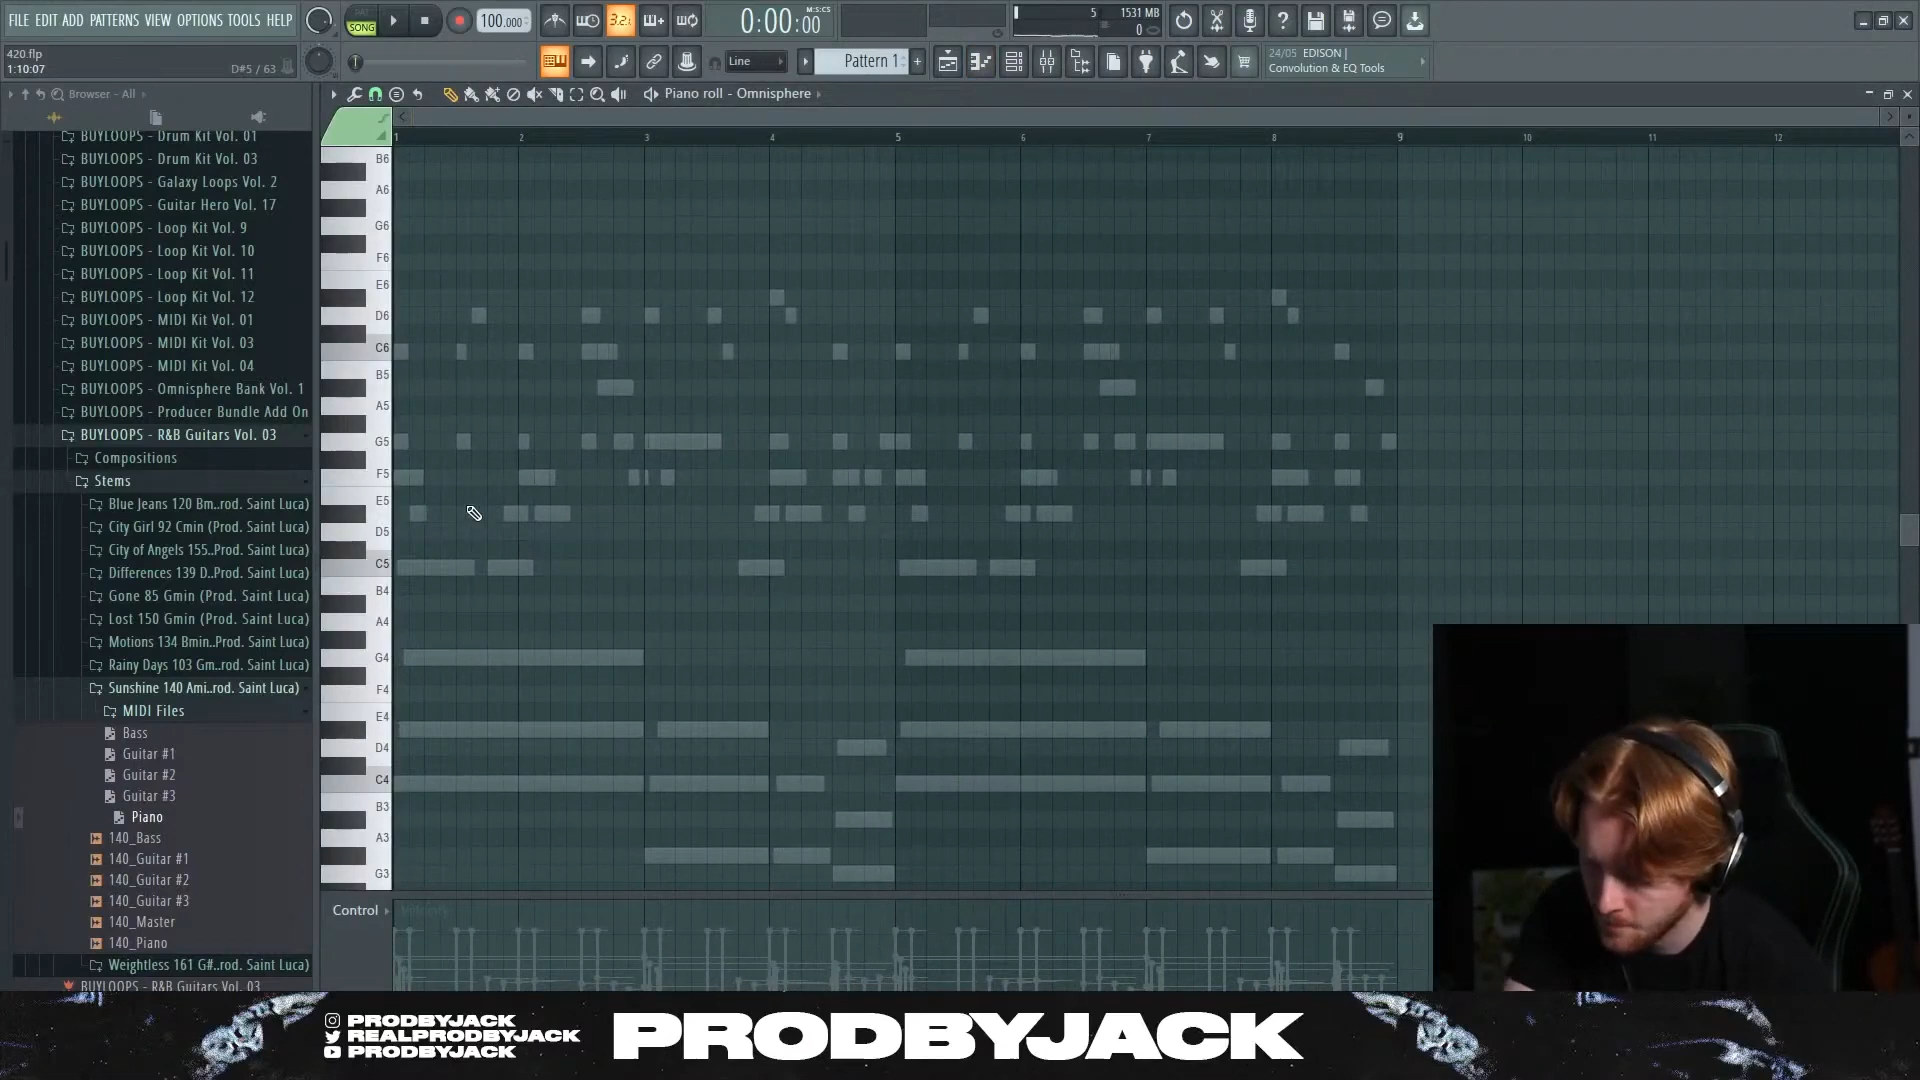 FILE EDIT ADD PATTERNS VIEW OPTIONS TOOLS HELP
SONG
100.000
3.2.
0:00:00
M:S:CS
5
1531 MB
0
420.flp
1:10:07
D#5 / 63
Line
Pattern 1
24/05 EDISON |
Convolution & EQ Tools
Browser - All
Piano roll - Omnisphere
BUYLOOPS - Drum Kit Vol. 01
BUYLOOPS - Drum Kit Vol. 03
BUYLOOPS - Galaxy Loops Vol. 2
BUYLOOPS - Guitar Hero Vol. 17
BUYLOOPS - Loop Kit Vol. 9
BUYLOOPS - Loop Kit Vol. 10
BUYLOOPS - Loop Kit Vol. 11
BUYLOOPS - Loop Kit Vol. 12
BUYLOOPS - MIDI Kit Vol. 01
BUYLOOPS - MIDI Kit Vol. 03
BUYLOOPS - MIDI Kit Vol. 04
BUYLOOPS - Omnisphere Bank Vol. 1
BUYLOOPS - Producer Bundle Add On
BUYLOOPS - R&B Guitars Vol. 03
Compositions
Stems
Blue Jeans 120 Bm..rod. Saint Luca)
City Girl 92 Cmin (Prod. Saint Luca)
City of Angels 155..Prod. Saint Luca)
Differences 139 D..Prod. Saint Luca)
Gone 85 Gmin (Prod. Saint Luca)
Lost 150 Gmin (Prod. Saint Luca)
Motions 134 Bmin..Prod. Saint Luca)
Rainy Days 103 Gm..rod. Saint Luca)
Sunshine 140 Ami..rod. Saint Luca)
MIDI Files
Bass
Guitar #1
Guitar #2
Guitar #3
Piano
140_Bass
140_Guitar #1
140_Guitar #2
140_Guitar #3
140_Master
140_Piano
Weightless 161 G#..rod. Saint Luca)
BUYLOOPS - R&B Guitars Vol. 03
1 2 3 4 5 6 7 8 9 10 11 12
B6
A6
G6
F6
E6
D6
C6
B5
A5
G5
F5
E5
D5
C5
B4
A4
G4
F4
E4
D4
C4
B3
A3
G3
Control
Velocity
PRODBYJACK
REALPRODBYJACK
PRODBYJACK
PRODBYJACK